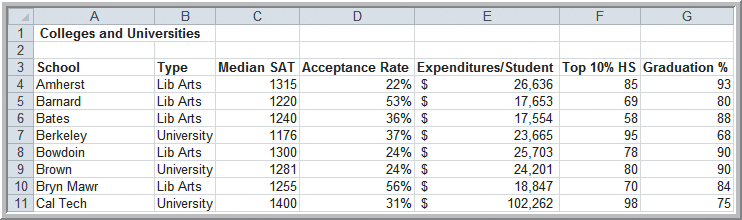 A B C D E F G
1 Colleges and Universities
2
3 School Type Median SAT Acceptance Rate Expenditures/Student Top 10% HS Graduation %
4 Amherst Lib Arts 1315 22% $ 26,636 85 93
5 Barnard Lib Arts 1220 53% $ 17,653 69 80
6 Bates Lib Arts 1240 36% $ 17,554 58 88
7 Berkeley University 1176 37% $ 23,665 95 68
8 Bowdoin Lib Arts 1300 24% $ 25,703 78 90
9 Brown University 1281 24% $ 24,201 80 90
10 Bryn Mawr Lib Arts 1255 56% $ 18,847 70 84
11 Cal Tech University 1400 31% $ 102,262 98 75